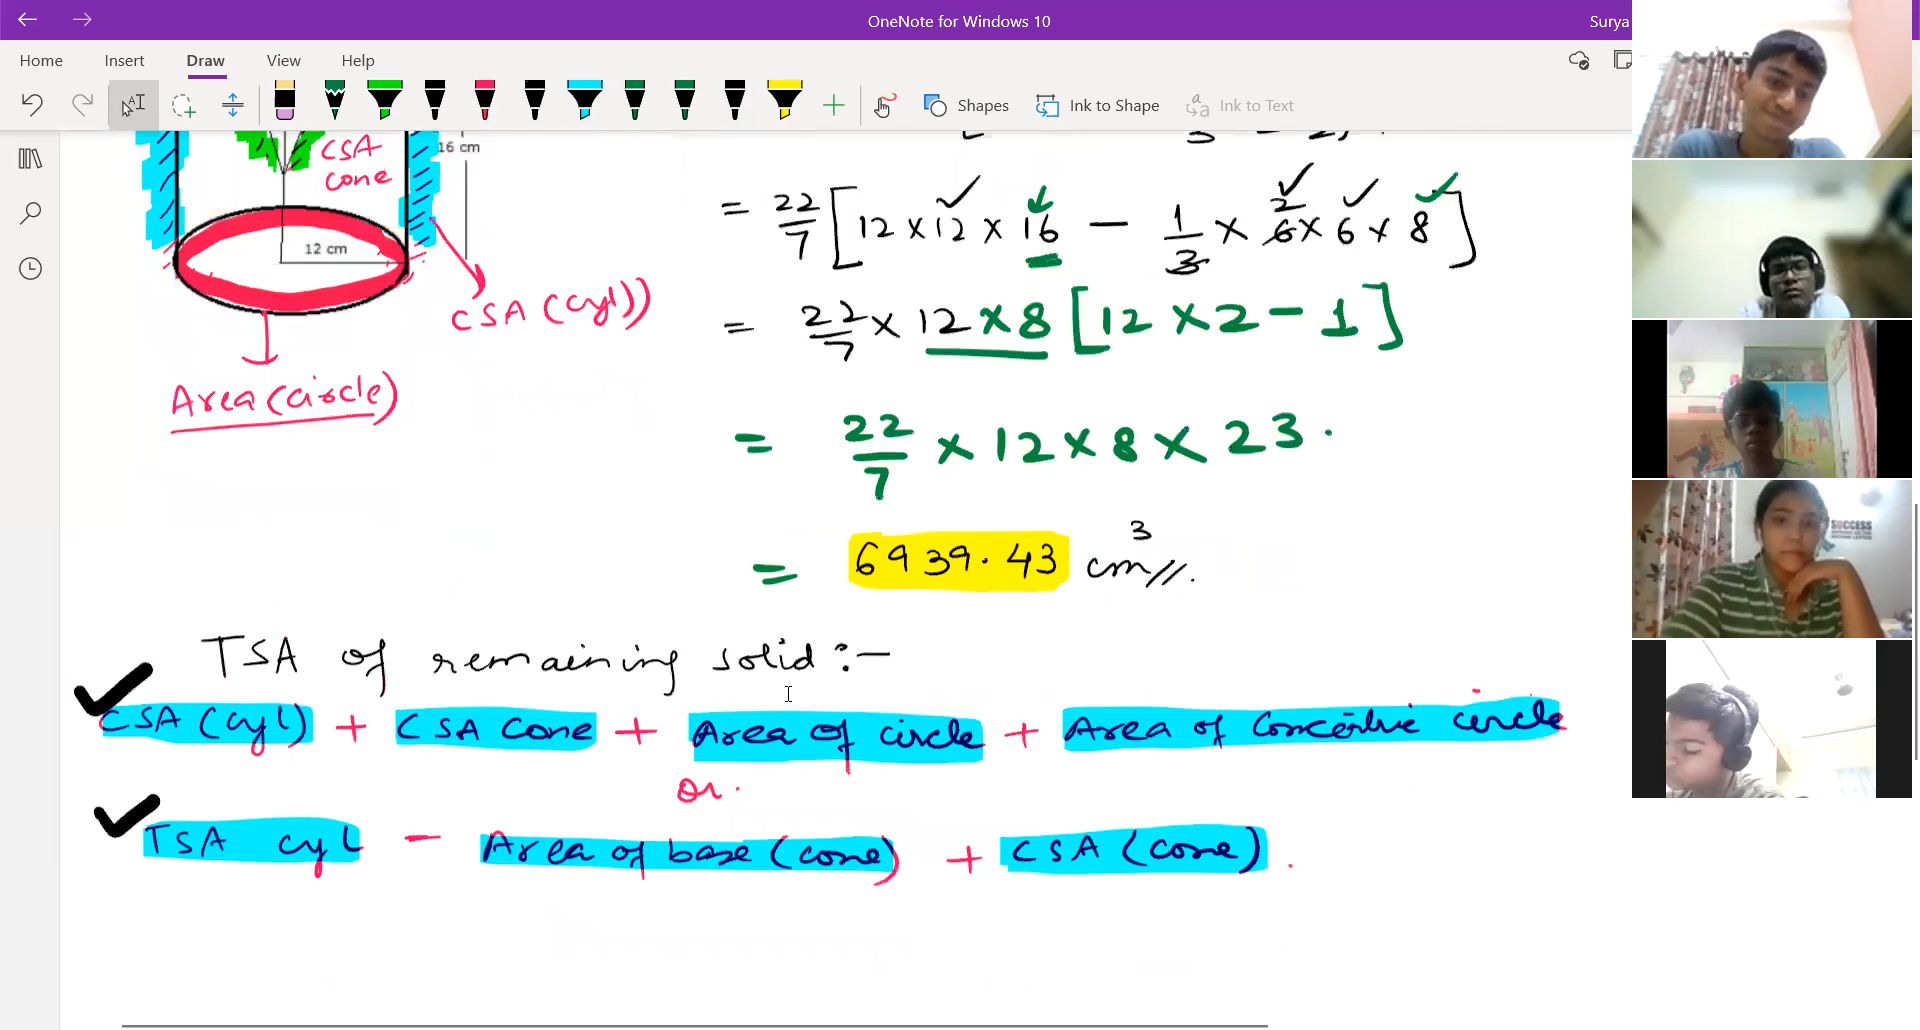 OneNote for Windows 10
Surya
Home Insert Draw View Help
Shapes Ink to Shape Ink to Text
CSA
cone
16 cm
12 cm
CSA (cyl))
Area (circle)
= 22/7 [12 × 12 × 16 − 1/3 × 6 × 6 × 8]
2
= 22/7 × 12 × 8 [12 × 2 − 1]
= 22/7 × 12 × 8 × 23.
= 6939.43 cm³ //.
TSA of remaining solid :−
CSA (cyl) + CSA cone + Area of circle + Area of circle
or.
TSA cyl − Area of base (cone) + CSA (cone).
SUCCESS